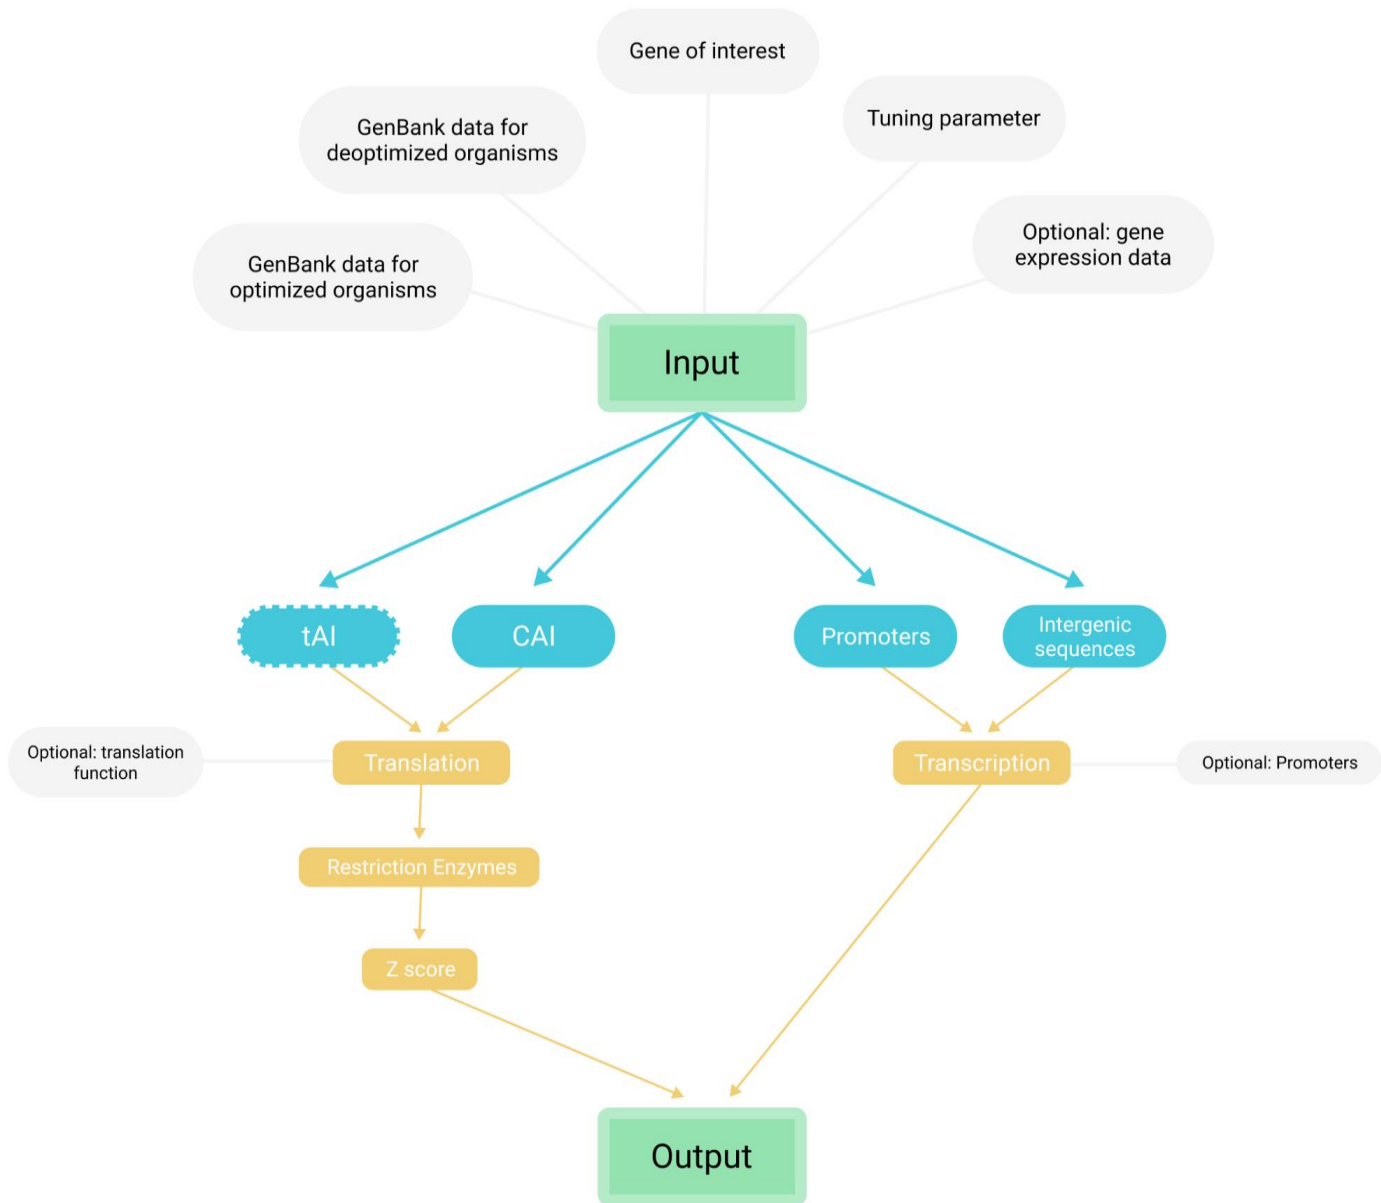 Gene of interest
GenBank data for
deoptimized organisms
Tuning parameter
GenBank data for
optimized organisms
Optional: gene
expression data
Input
tAI
CAI
Promoters
Intergenic
sequences
Optional: translation
function
Translation
Transcription
Optional: Promoters
Restriction Enzymes
Z score
Output